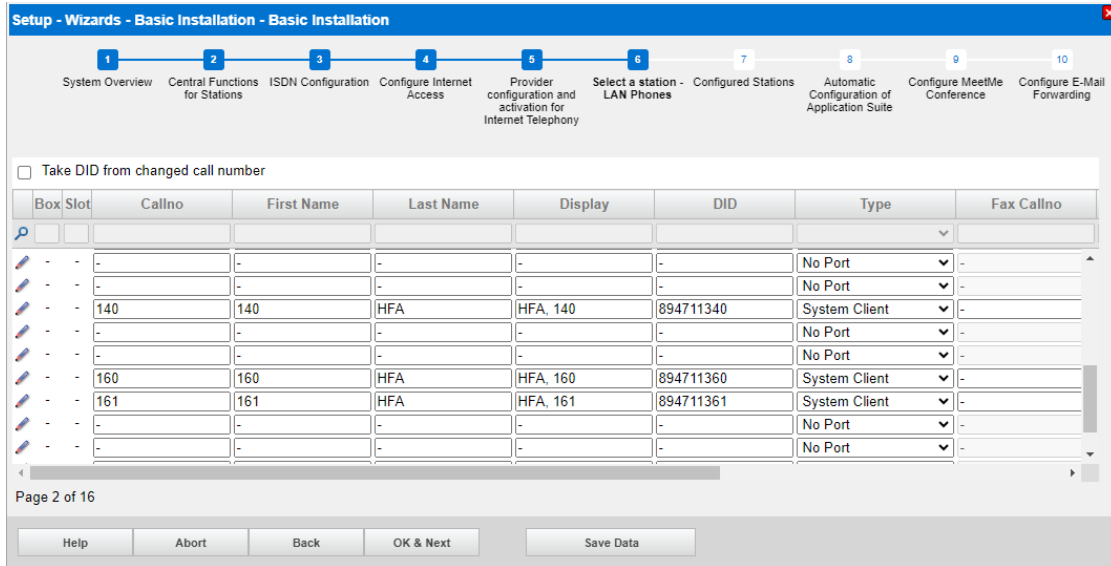 Setup - Wizards - Basic Installation - Basic Installation
1 2 3 4 5 6 7 8 9 10
System Overview
Central Functions for Stations
ISDN Configuration
Configure Internet Access
Provider configuration and activation for Internet Telephony
Select a station - LAN Phones
Configured Stations
Automatic Configuration of Application Suite
Configure MeetMe Conference
Configure E-Mail Forwarding
Take DID from changed call number
Box Slot Callno First Name Last Name Display DID Type Fax Callno
- - - - - - - No Port -
- - - - - - - No Port -
- - 140 140 HFA HFA, 140 894711340 System Client -
- - - - - - - No Port -
- - - - - - - No Port -
- - 160 160 HFA HFA, 160 894711360 System Client -
- - 161 161 HFA HFA, 161 894711361 System Client -
- - - - - - - No Port -
- - - - - - - No Port -
Page 2 of 16
Help Abort Back OK & Next Save Data